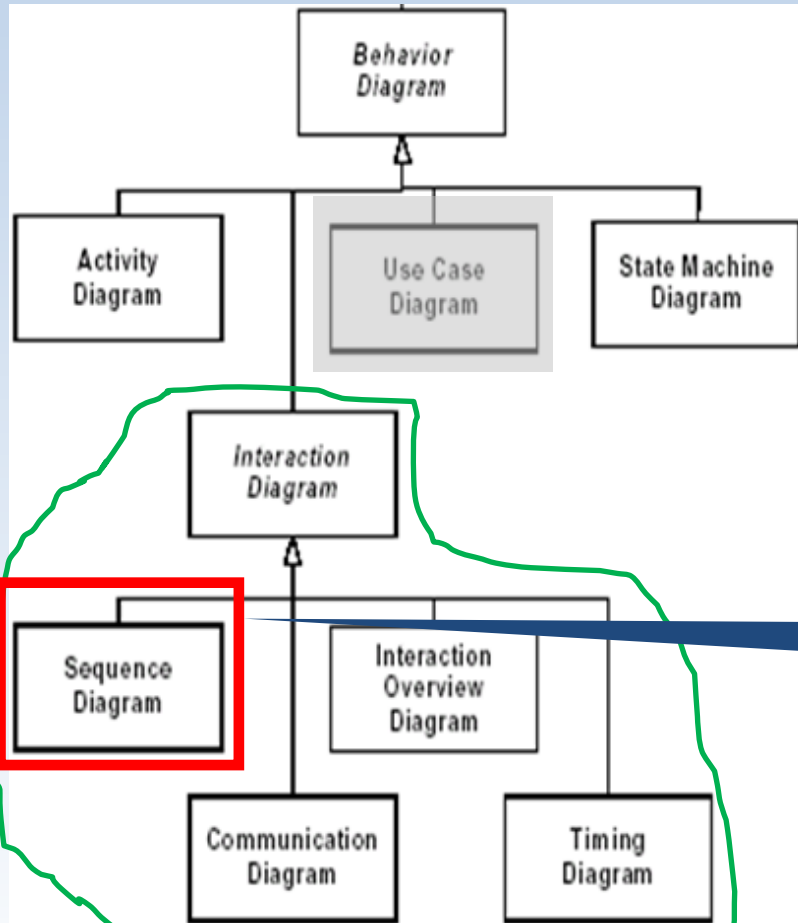 Behavior
Diagram
Activity
Diagram
Use Case
Diagram
State Machine
Diagram
Interaction
Diagram
Sequence
Diagram
Interaction
Overview
Diagram
Communication
Diagram
Timing
Diagram